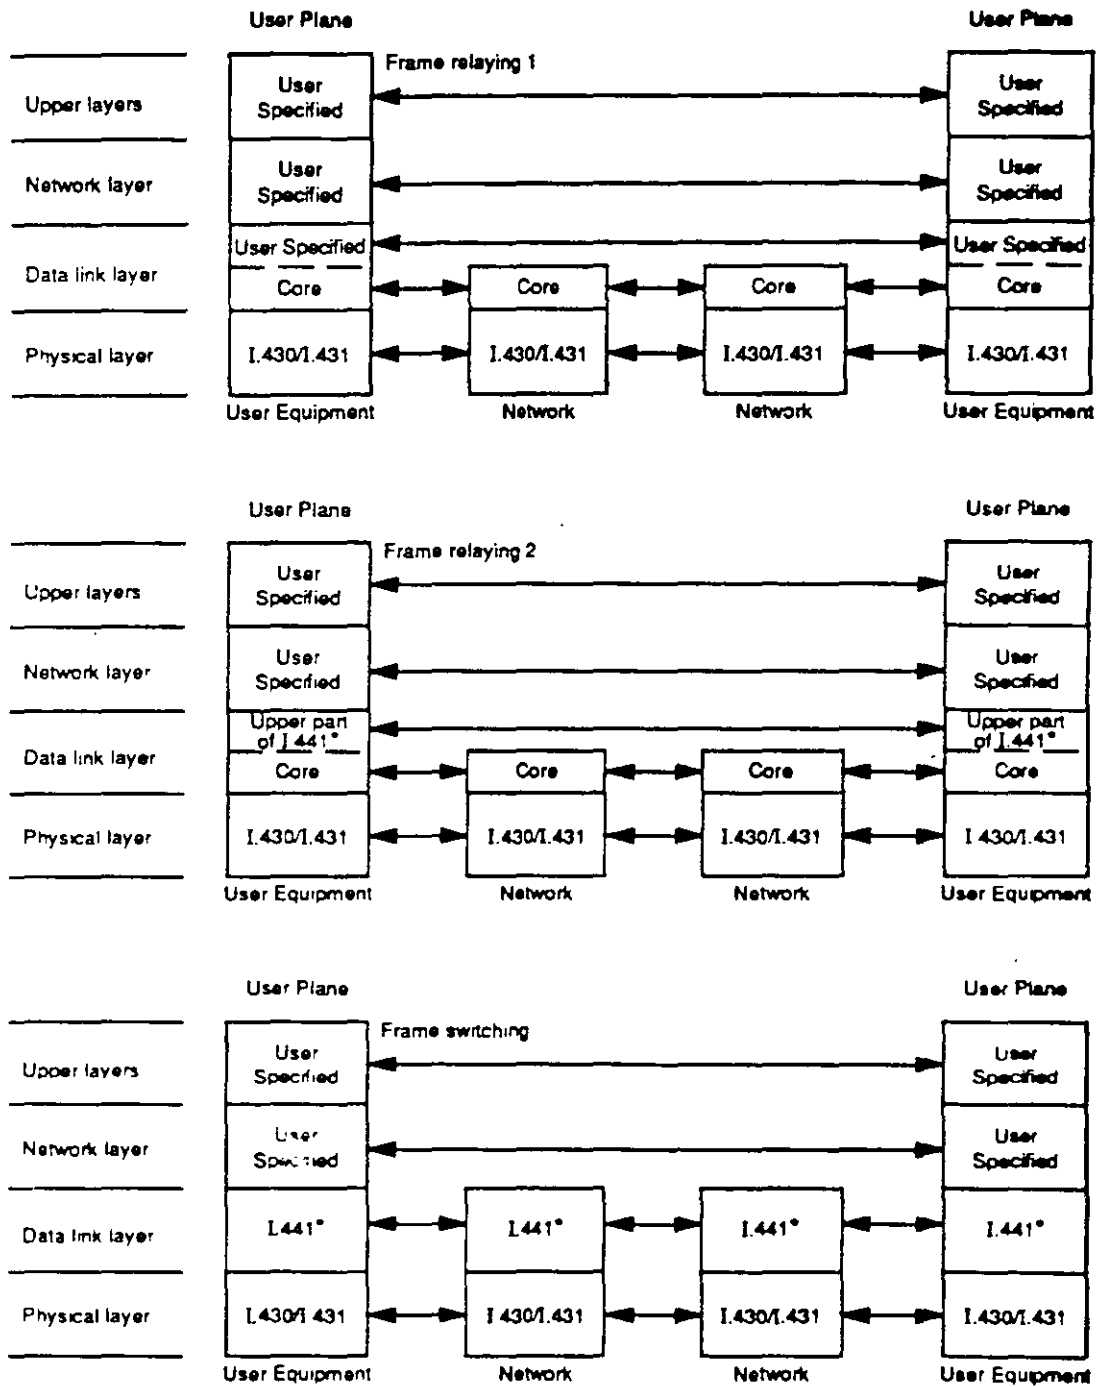 User Plane User Plane
Frame relaying 1
Upper layers User Specified User Specified
Network layer User Specified User Specified
User Specified User Specified
Data link layer Core Core Core Core
Physical layer I.430/I.431 I.430/I.431 I.430/I.431 I.430/I.431
User Equipment Network Network User Equipment
User Plane User Plane
Frame relaying 2
Upper layers User Specified User Specified
Network layer User Specified User Specified
Upper part of I.441* Upper part of I.441*
Data link layer Core Core Core Core
Physical layer I.430/I.431 I.430/I.431 I.430/I.431 I.430/I.431
User Equipment Network Network User Equipment
User Plane User Plane
Frame switching
Upper layers User Specified User Specified
Network layer User Specified User Specified
Data link layer I.441* I.441* I.441* I.441*
Physical layer I.430/I.431 I.430/I.431 I.430/I.431 I.430/I.431
User Equipment Network Network User Equipment